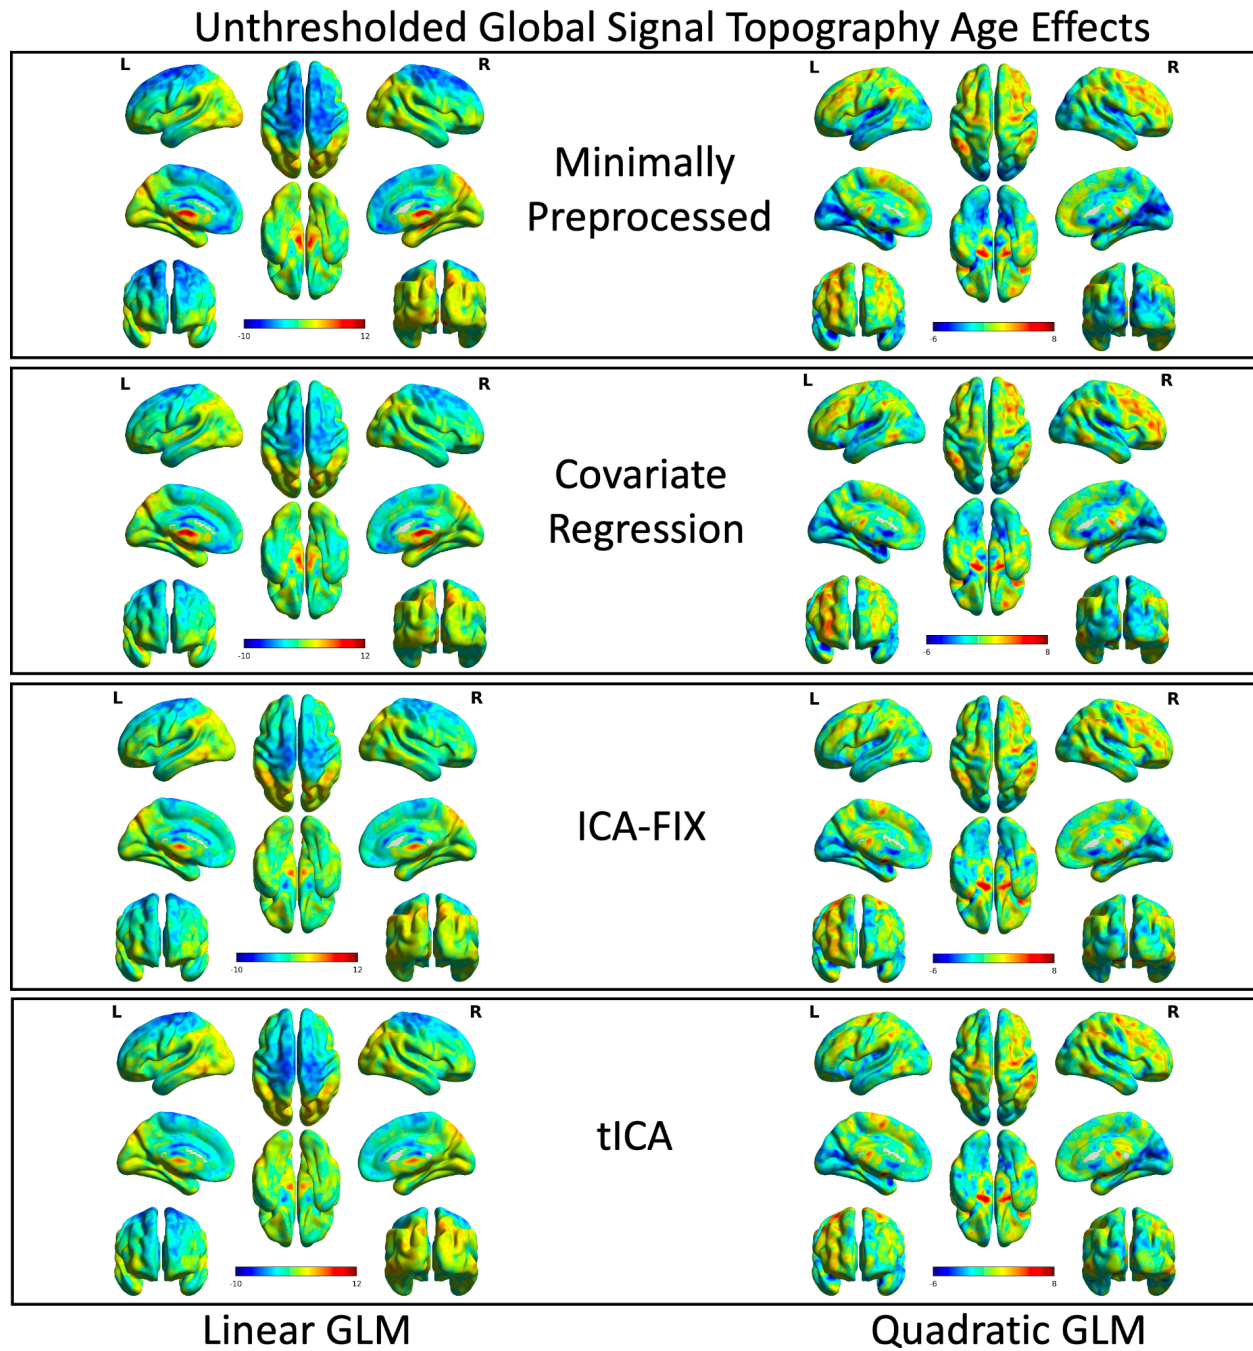 Unthresholded Global Signal Topography Age Effects
L R L R
Minimally
Preprocessed
-10 12 -6 8
L R L R
Covariate
Regression
-10 12 -6 8
L R L R
ICA-FIX
-10 12 -6 8
L R L R
tICA
-10 12 -6 8
Linear GLM Quadratic GLM